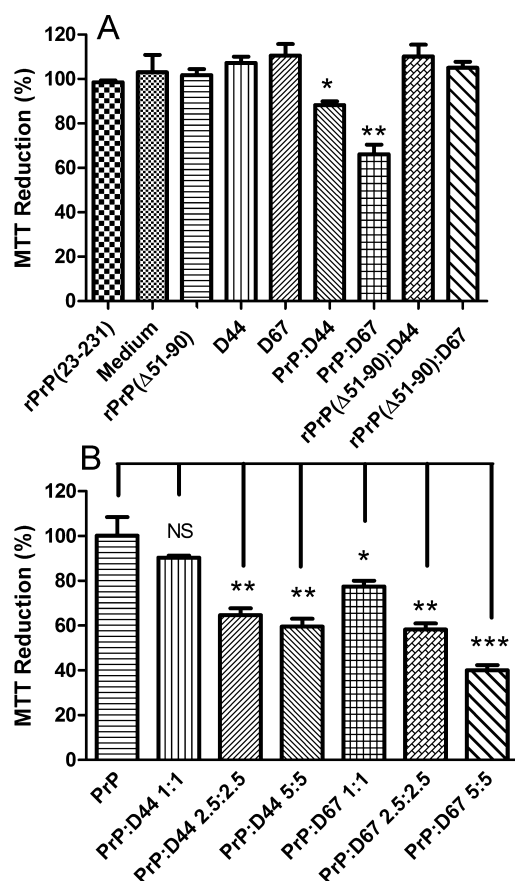 A
MTT Reduction (%)
120
100
80
60
40
20
0
*
**
rPrP(23-231)
Medium
rPrP(Δ51-90)
D44
D67
PrP:D44
PrP:D67
rPrP(Δ51-90):D44
rPrP(Δ51-90):D67
B
MTT Reduction (%)
120
100
80
60
40
20
0
NS
**
**
*
**
***
PrP
PrP:D44 1:1
PrP:D44 2.5:2.5
PrP:D44 5:5
PrP:D67 1:1
PrP:D67 2.5:2.5
PrP:D67 5:5